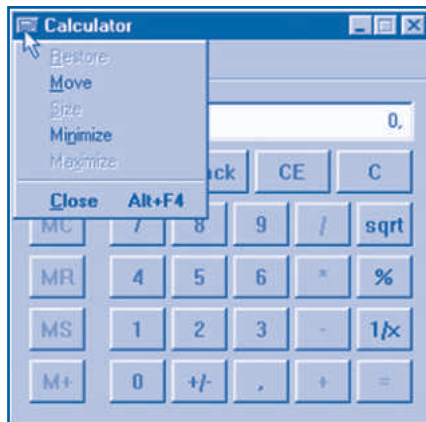 Calculator
Restore
Move
Size
Minimize
Maximize
Close Alt+F4
0,
ck CE C
MC 7 8 9 / sqrt
MR 4 5 6 * %
MS 1 2 3 - 1/x
M+ 0 +/- , + =